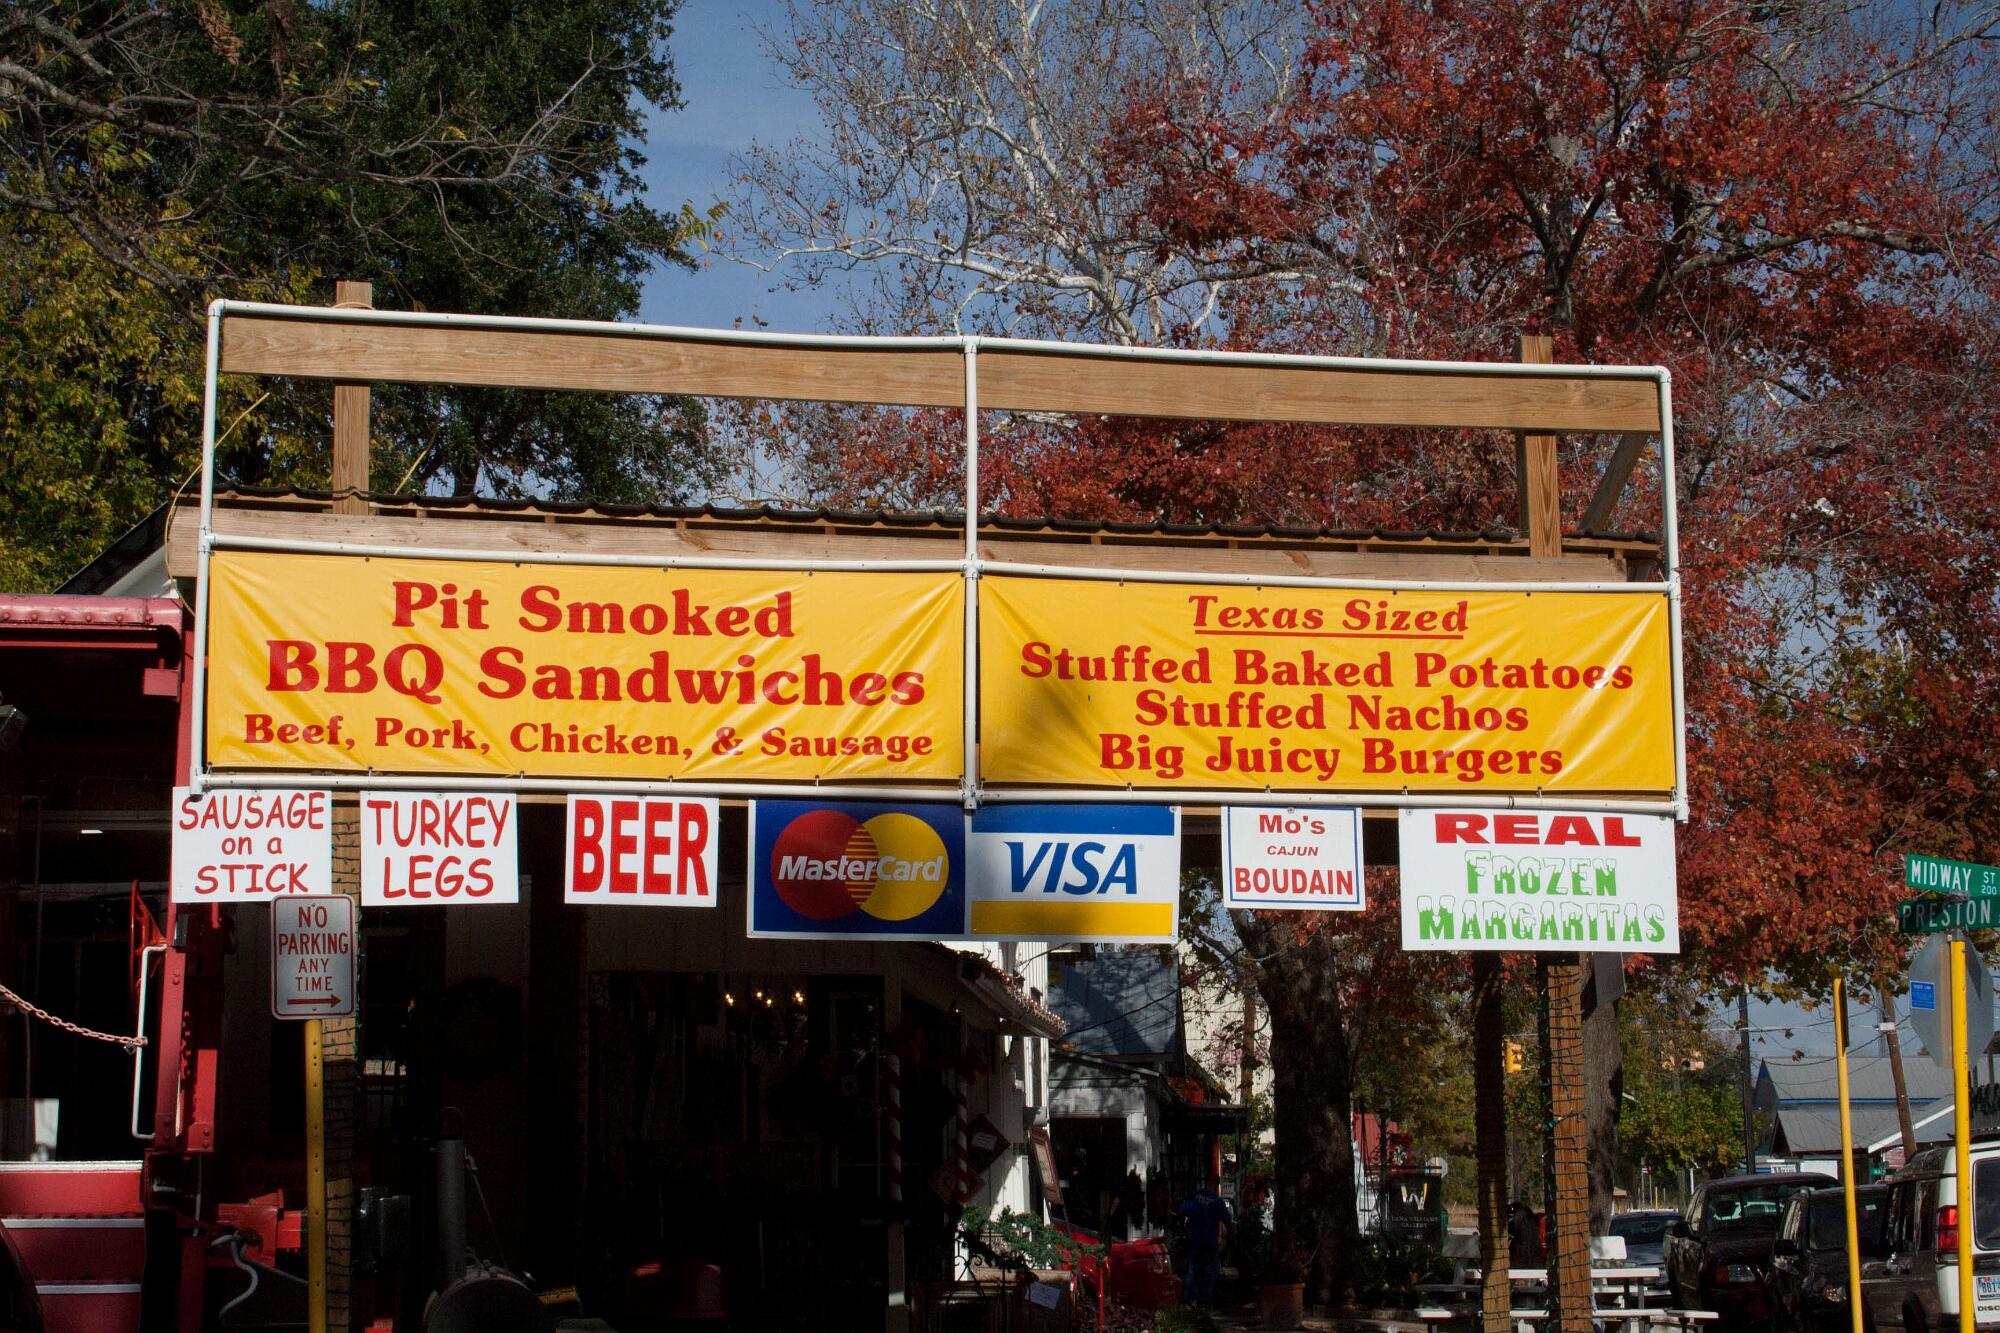 Pit Smoked
BBQ Sandwiches
Beef, Pork, Chicken, & Sausage
Texas Sized
Stuffed Baked Potatoes
Stuffed Nachos
Big Juicy Burgers
SAUSAGE
on a
STICK
TURKEY
LEGS
BEER
MasterCard
VISA
Mo's
CAJUN
BOUDAIN
REAL
FROZEN
MARGARITAS
NO
PARKING
ANY
TIME
MIDWAY ST
200
PRESTON